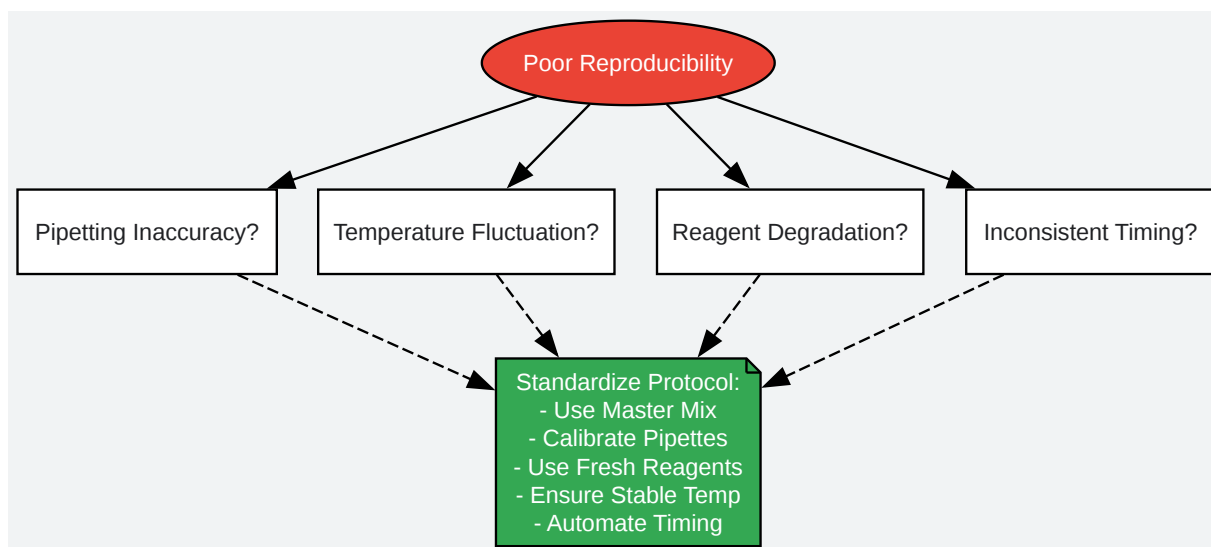 Poor Reproducibility
Pipetting Inaccuracy?
Temperature Fluctuation?
Reagent Degradation?
Inconsistent Timing?
Standardize Protocol:
- Use Master Mix
- Calibrate Pipettes
- Use Fresh Reagents
- Ensure Stable Temp
- Automate Timing